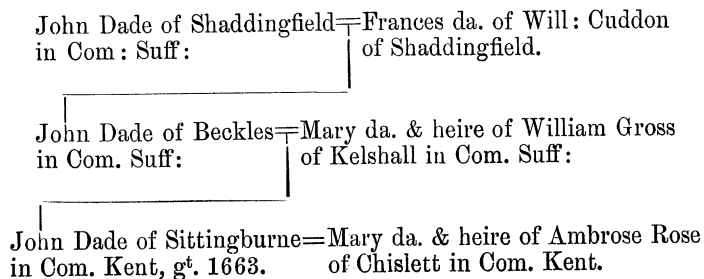 John Dade of Shaddingfield=Frances da. of Will: Cuddon
in Com: Suff: of Shaddingfield.
John Dade of Beckles=Mary da. & heire of William Gross
in Com. Suff: of Kelshall in Com. Suff:
John Dade of Sittingburne=Mary da. & heire of Ambrose Rose
in Com. Kent, gt. 1663. of Chislett in Com. Kent.